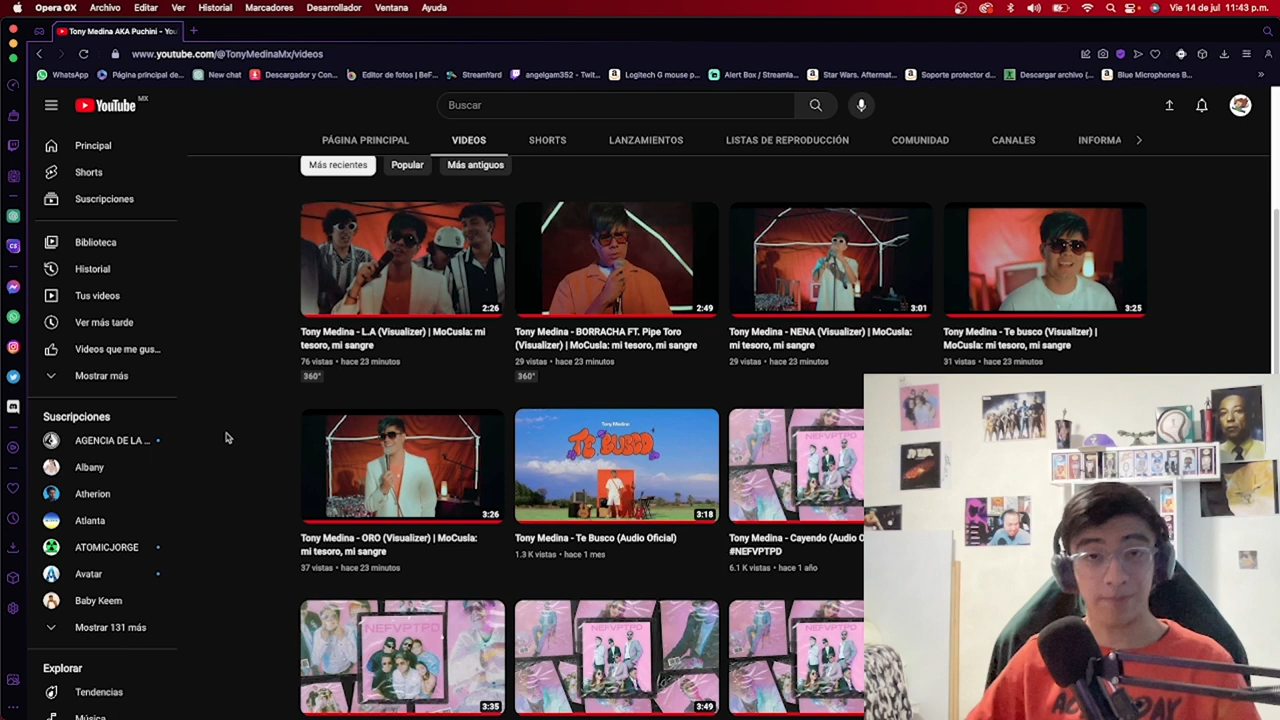 Opera GX Archivo Editar Ver Historial Marcadores Desarrollador Ventana Ayuda Vie 14 de jul 11:43 p.m.
Tony Medina AKA Puchini - You
www.youtube.com/@TonyMedinaMx/videos
WhatsApp Página principal de... New chat Descargador y Con... Editor de fotos | BeF... StreamYard angelgam352 - Twit... Logitech G mouse p... Alert Box / Streamla... Star Wars. Aftermat... Soporte protector d... Descargar archivo (... Blue Microphones B...
YouTube MX
Buscar
PÁGINA PRINCIPAL VIDEOS SHORTS LANZAMIENTOS LISTAS DE REPRODUCCIÓN COMUNIDAD CANALES INFORMA
Más recientes Popular Más antiguos
Principal
Shorts
Suscripciones
Biblioteca
Historial
Tus videos
Ver más tarde
Videos que me gus...
Mostrar más
Suscripciones
AGENCIA DE LA ...
Albany
Atherion
Atlanta
ATOMICJORGE
Avatar
Baby Keem
Mostrar 131 más
Explorar
Tendencias
Música
2:26
Tony Medina - L.A (Visualizer) | MoCusla: mi
tesoro, mi sangre
76 vistas • hace 23 minutos
360°
2:49
Tony Medina - BORRACHA FT. Pipe Toro
(Visualizer) | MoCusla: mi tesoro, mi sangre
29 vistas • hace 23 minutos
360°
3:01
Tony Medina - NENA (Visualizer) | MoCusla:
mi tesoro, mi sangre
29 vistas • hace 23 minutos
3:25
Tony Medina - Te busco (Visualizer) |
MoCusla: mi tesoro, mi sangre
31 vistas • hace 23 minutos
3:26
Tony Medina - ORO (Visualizer) | MoCusla:
mi tesoro, mi sangre
37 vistas • hace 23 minutos
Tony Medina
TE BUSCO
3:18
Tony Medina - Te Busco (Audio Oficial)
1.3 K vistas • hace 1 mes
Tony Medina - Cayendo (Audio O
#NEFVPTPD
6.1 K vistas • hace 1 año
NEFVPTPD
3:35
3:49